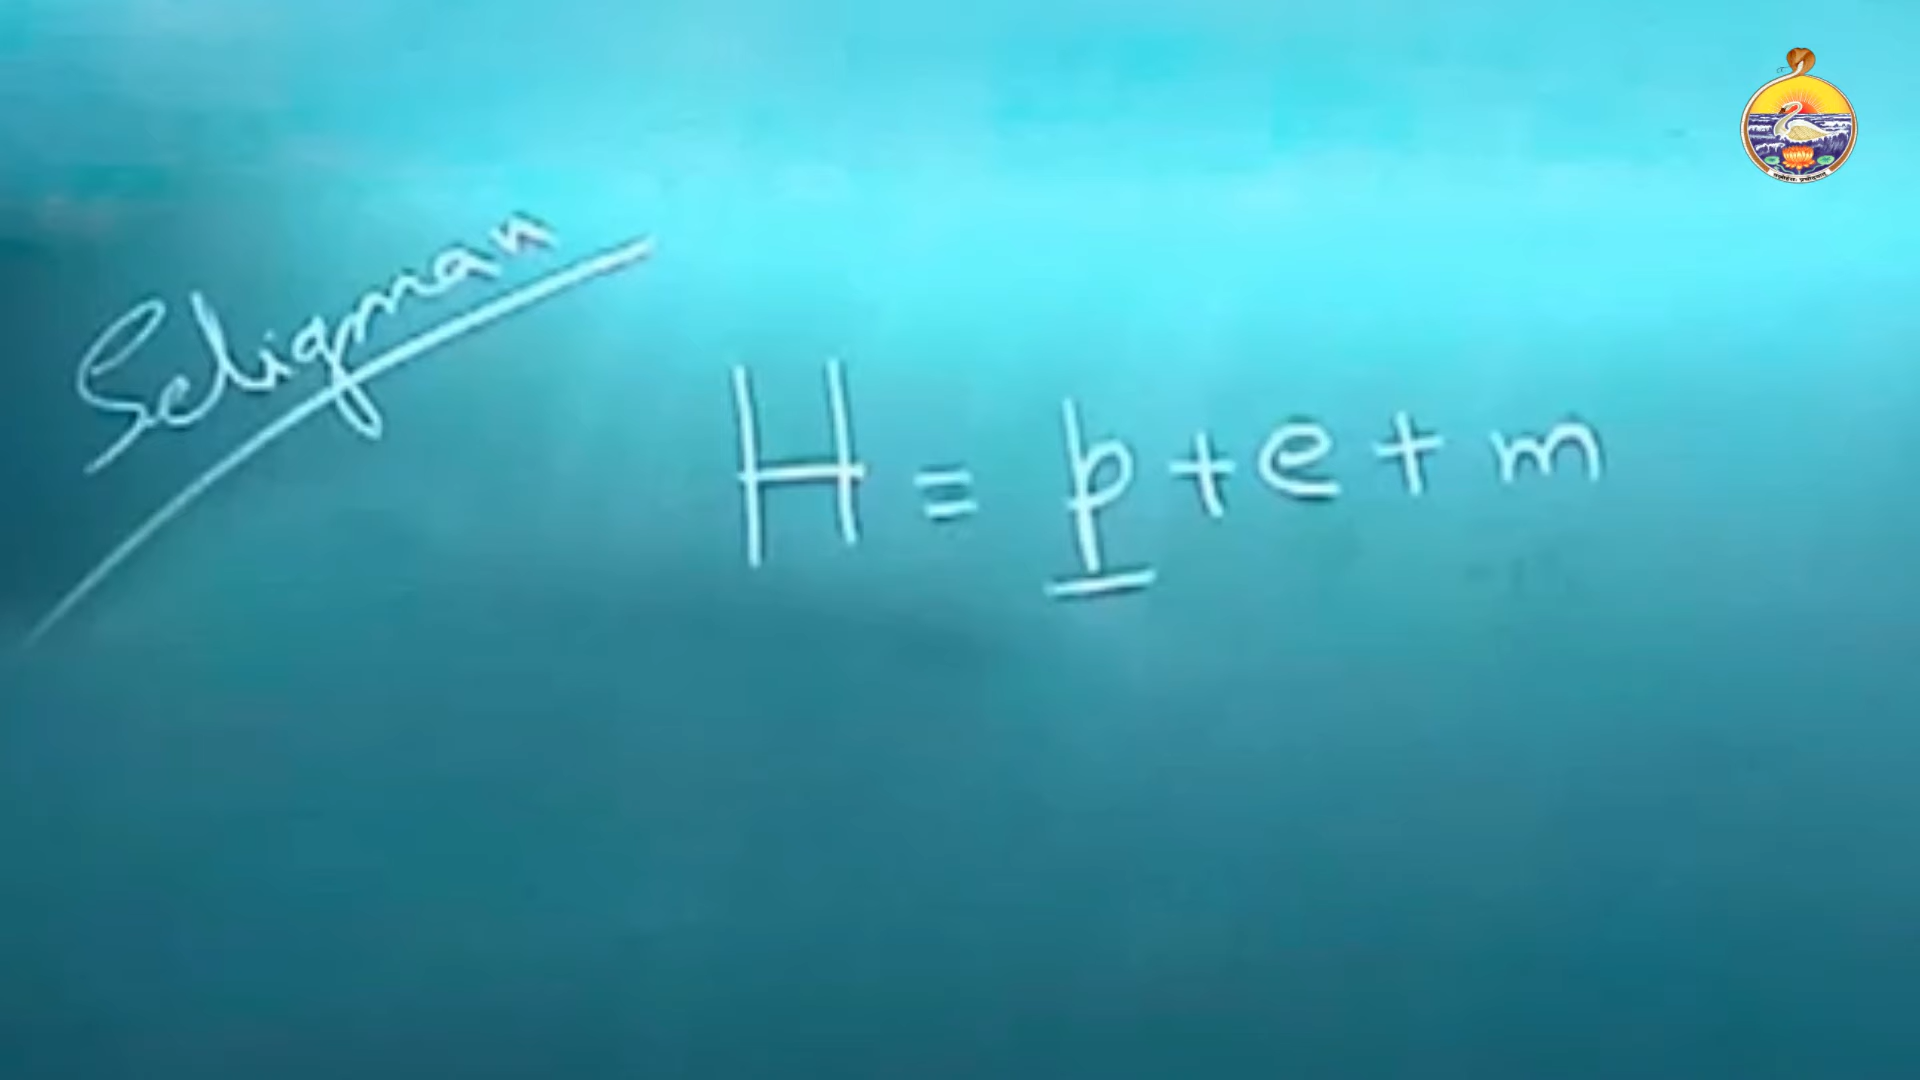 Seligman
H = p + e + m